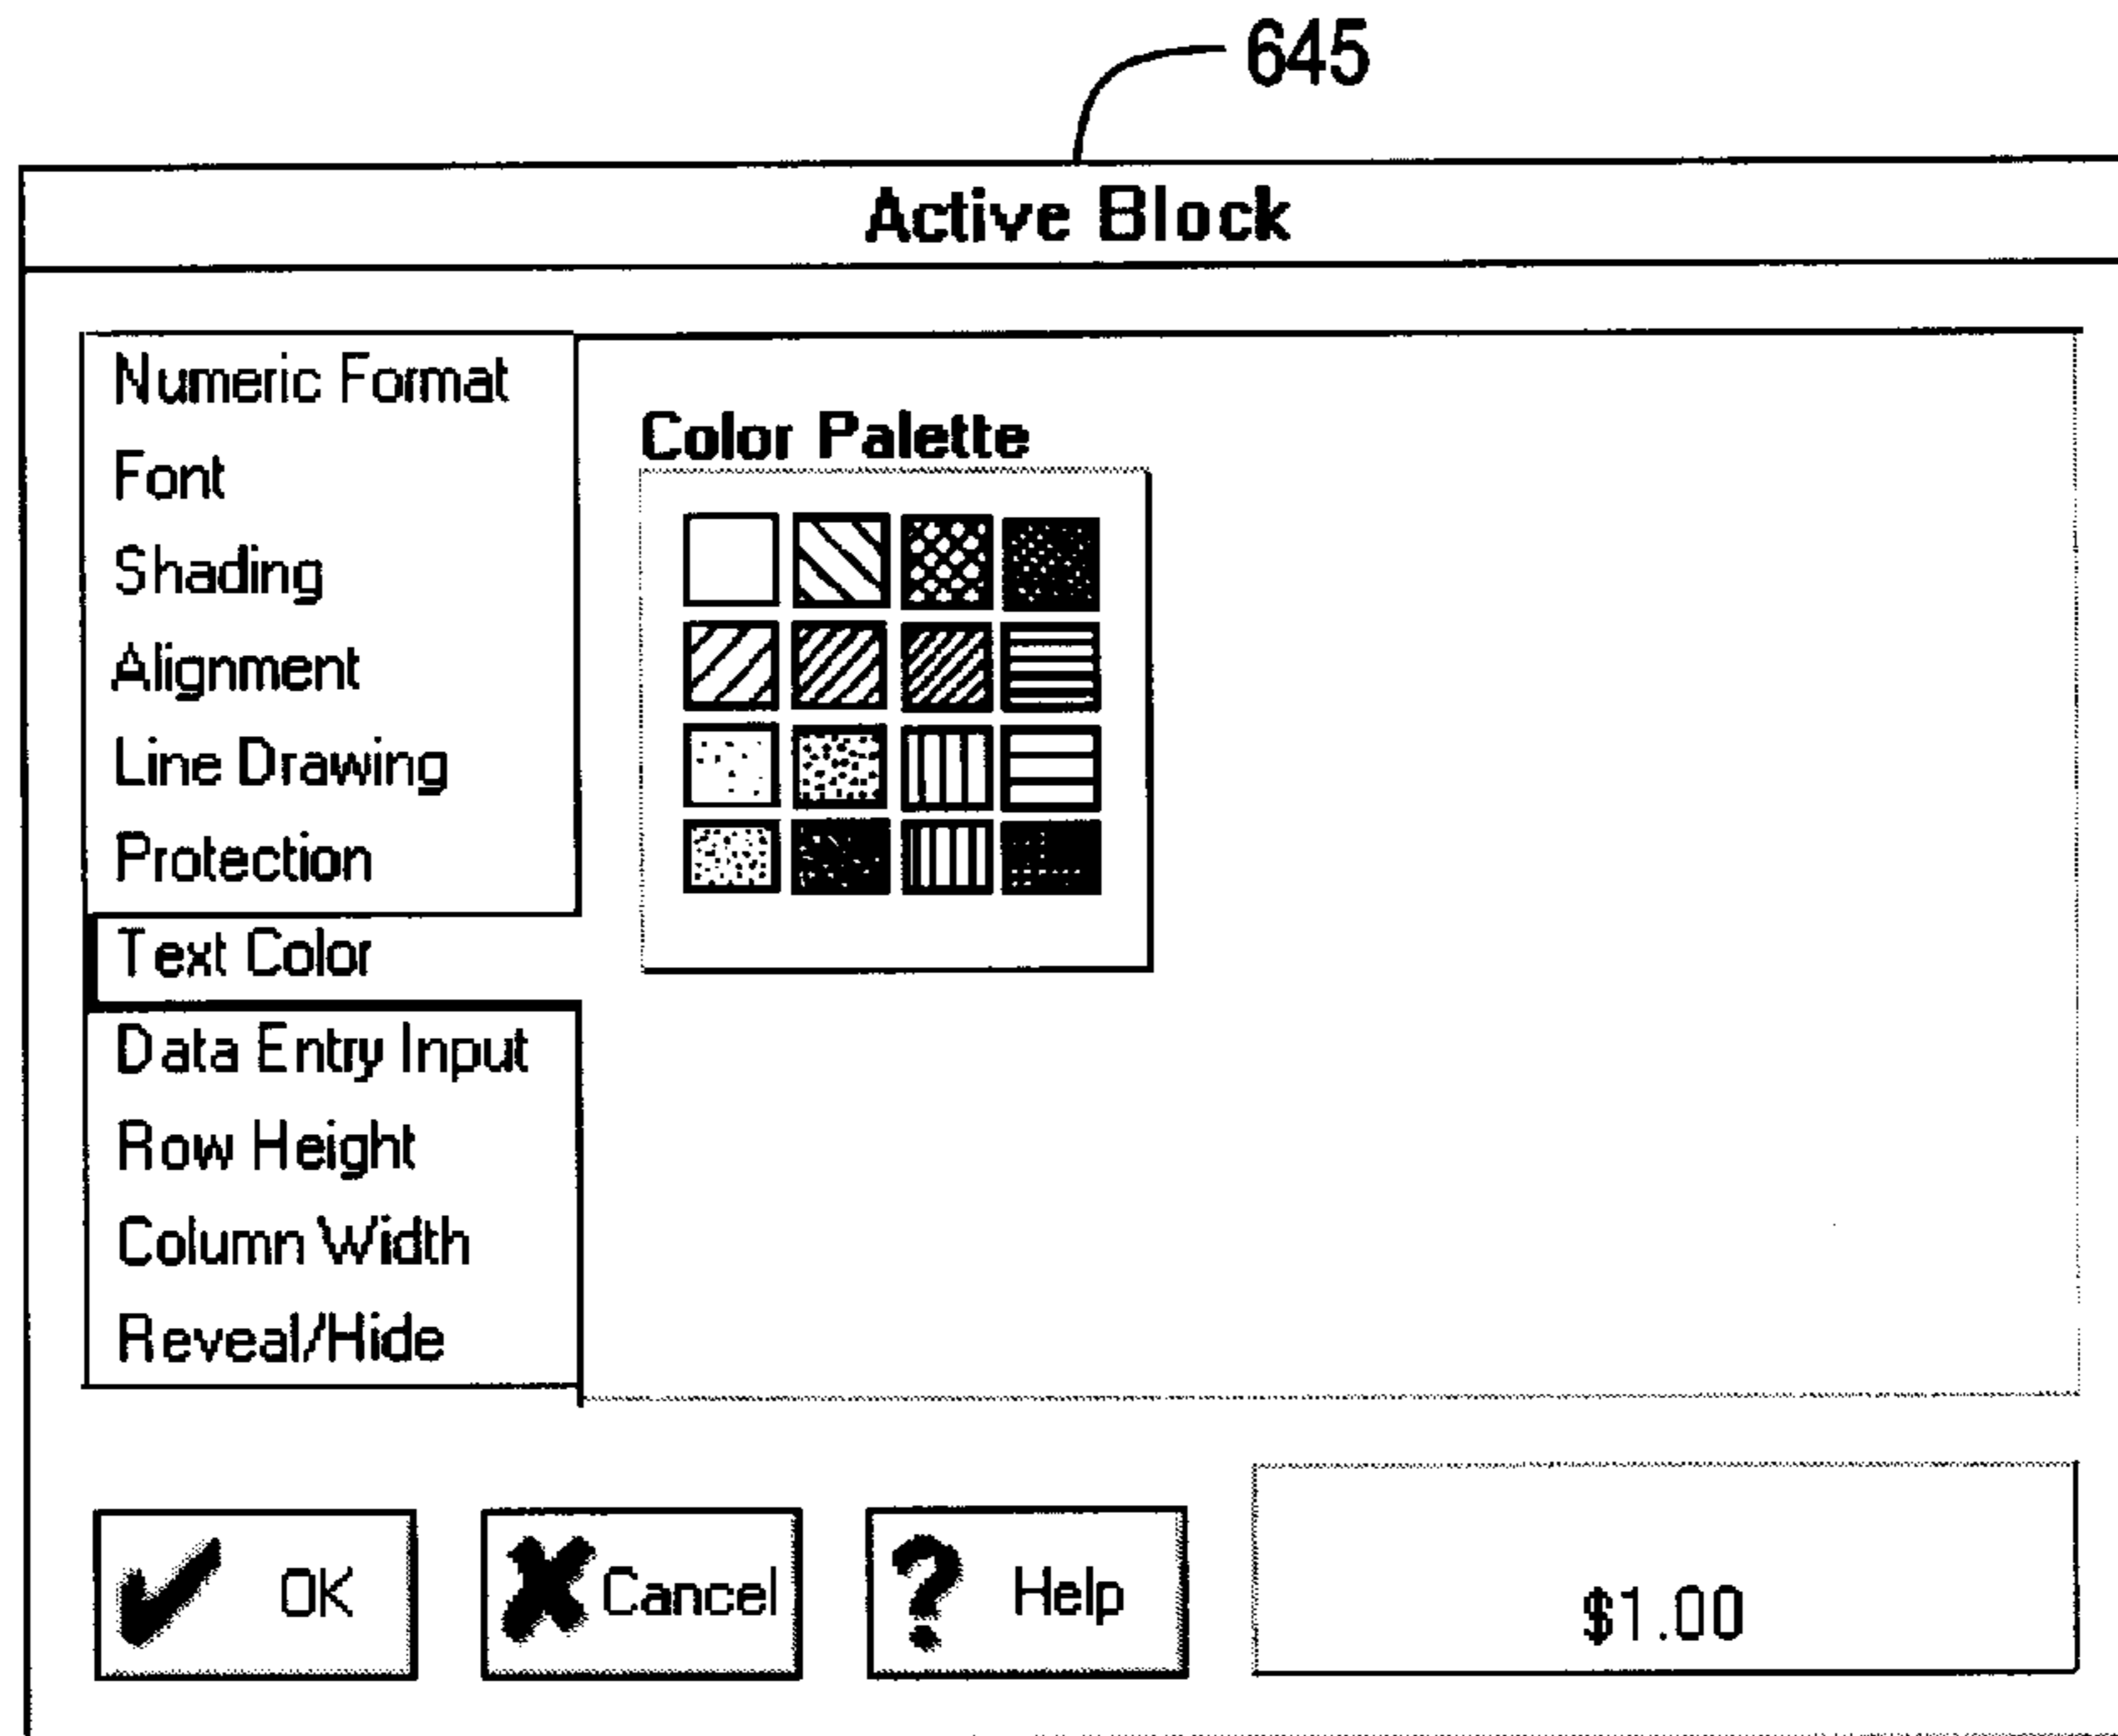 645
Active Block
Numeric Format
Font
Shading
Alignment
Line Drawing
Protection
Text Color
Data Entry Input
Row Height
Column Width
Reveal/Hide
Color Palette
OK
Cancel
? Help
$1.00